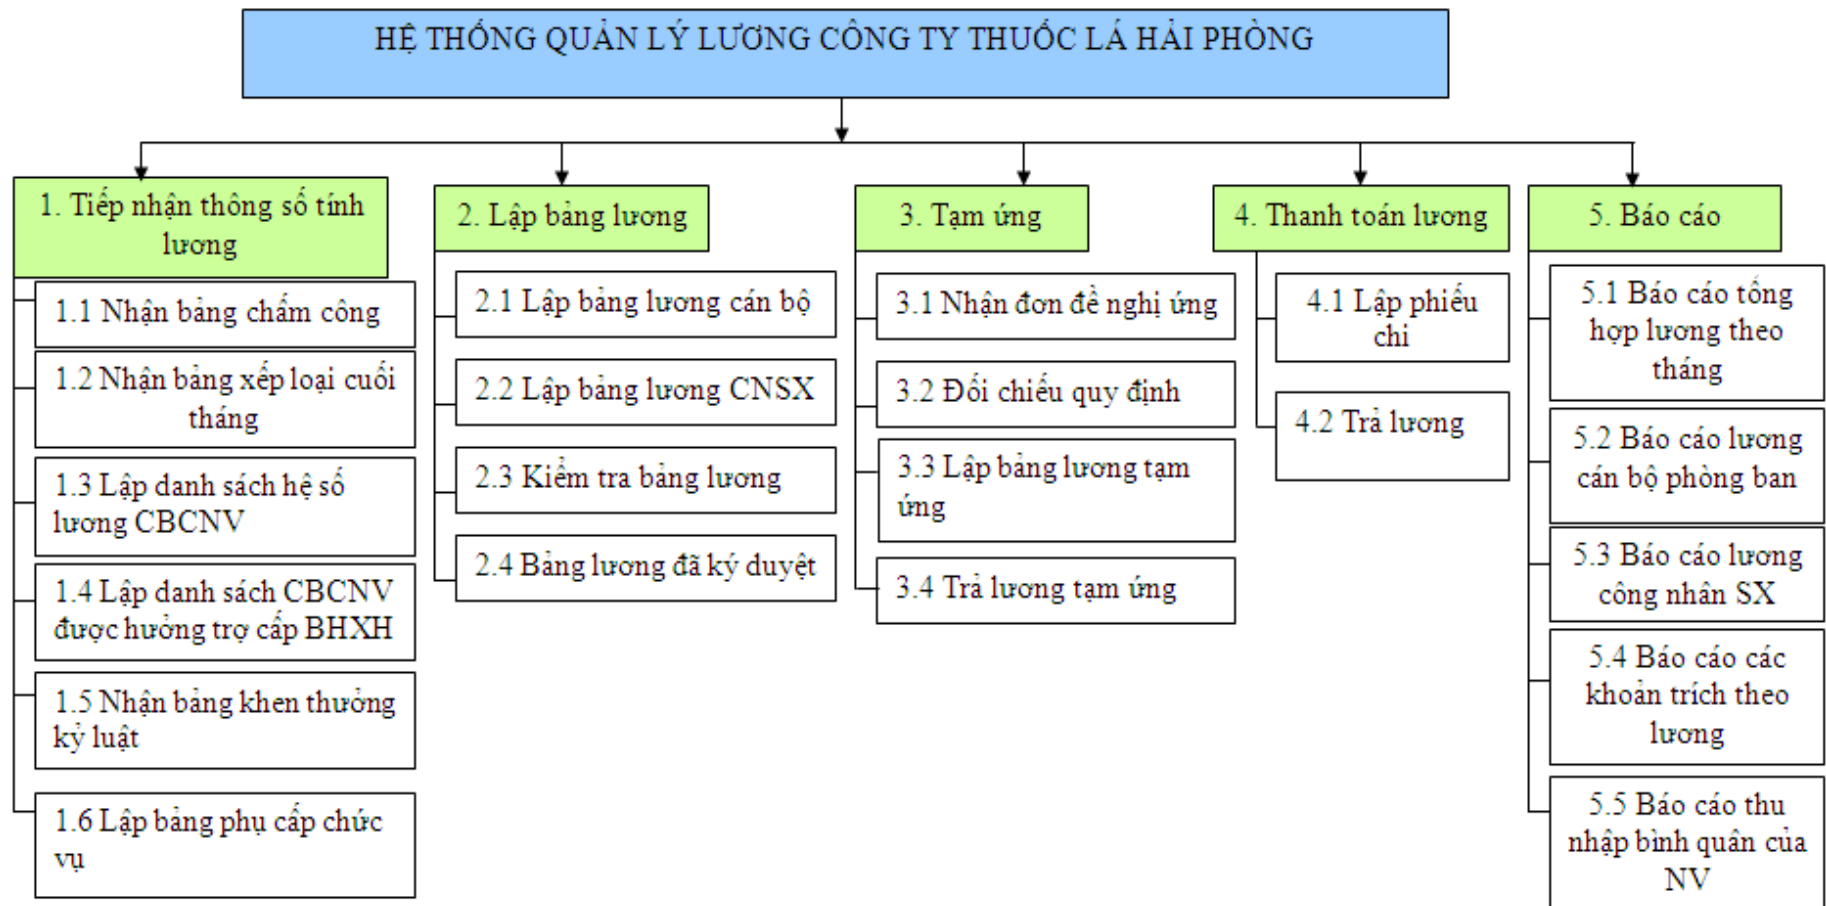 HỆ THỐNG QUẢN LÝ LƯƠNG CÔNG TY THUỐC LÁ HẢI PHÒNG
1. Tiếp nhận thông số tính
lương
1.1 Nhận bảng chấm công
1.2 Nhận bảng xếp loại cuối
tháng
1.3 Lập danh sách hệ số
lương CBCNV
1.4 Lập danh sách CBCNV
được hưởng trợ cấp BHXH
1.5 Nhận bảng khen thưởng
kỷ luật
1.6 Lập bảng phụ cấp chức
vụ
2. Lập bảng lương
2.1 Lập bảng lương cán bộ
2.2 Lập bảng lương CNSX
2.3 Kiểm tra bảng lương
2.4 Bảng lương đã ký duyệt
3. Tạm ứng
3.1 Nhận đơn đề nghị ứng
3.2 Đối chiếu quy định
3.3 Lập bảng lương tạm
ứng
3.4 Trả lương tạm ứng
4. Thanh toán lương
4.1 Lập phiếu
chi
4.2 Trả lương
5. Báo cáo
5.1 Báo cáo tổng
hợp lương theo
tháng
5.2 Báo cáo lương
cán bộ phòng ban
5.3 Báo cáo lương
công nhân SX
5.4 Báo cáo các
khoản trích theo
lương
5.5 Báo cáo thu
nhập bình quân của
NV